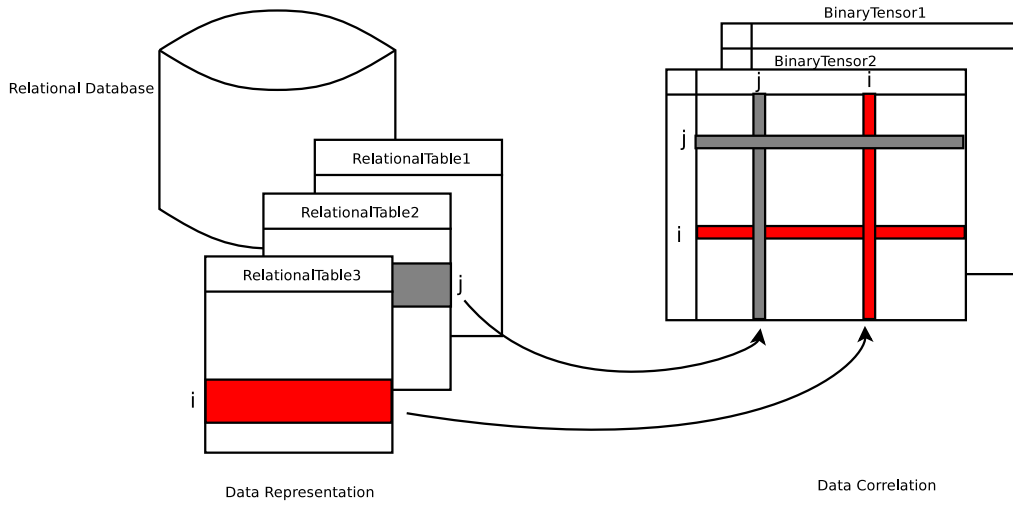 BinaryTensor1
BinaryTensor2
Relational Database
j
i
j
RelationalTable1
RelationalTable2
i
RelationalTable3
j
i
Data Representation
Data Correlation